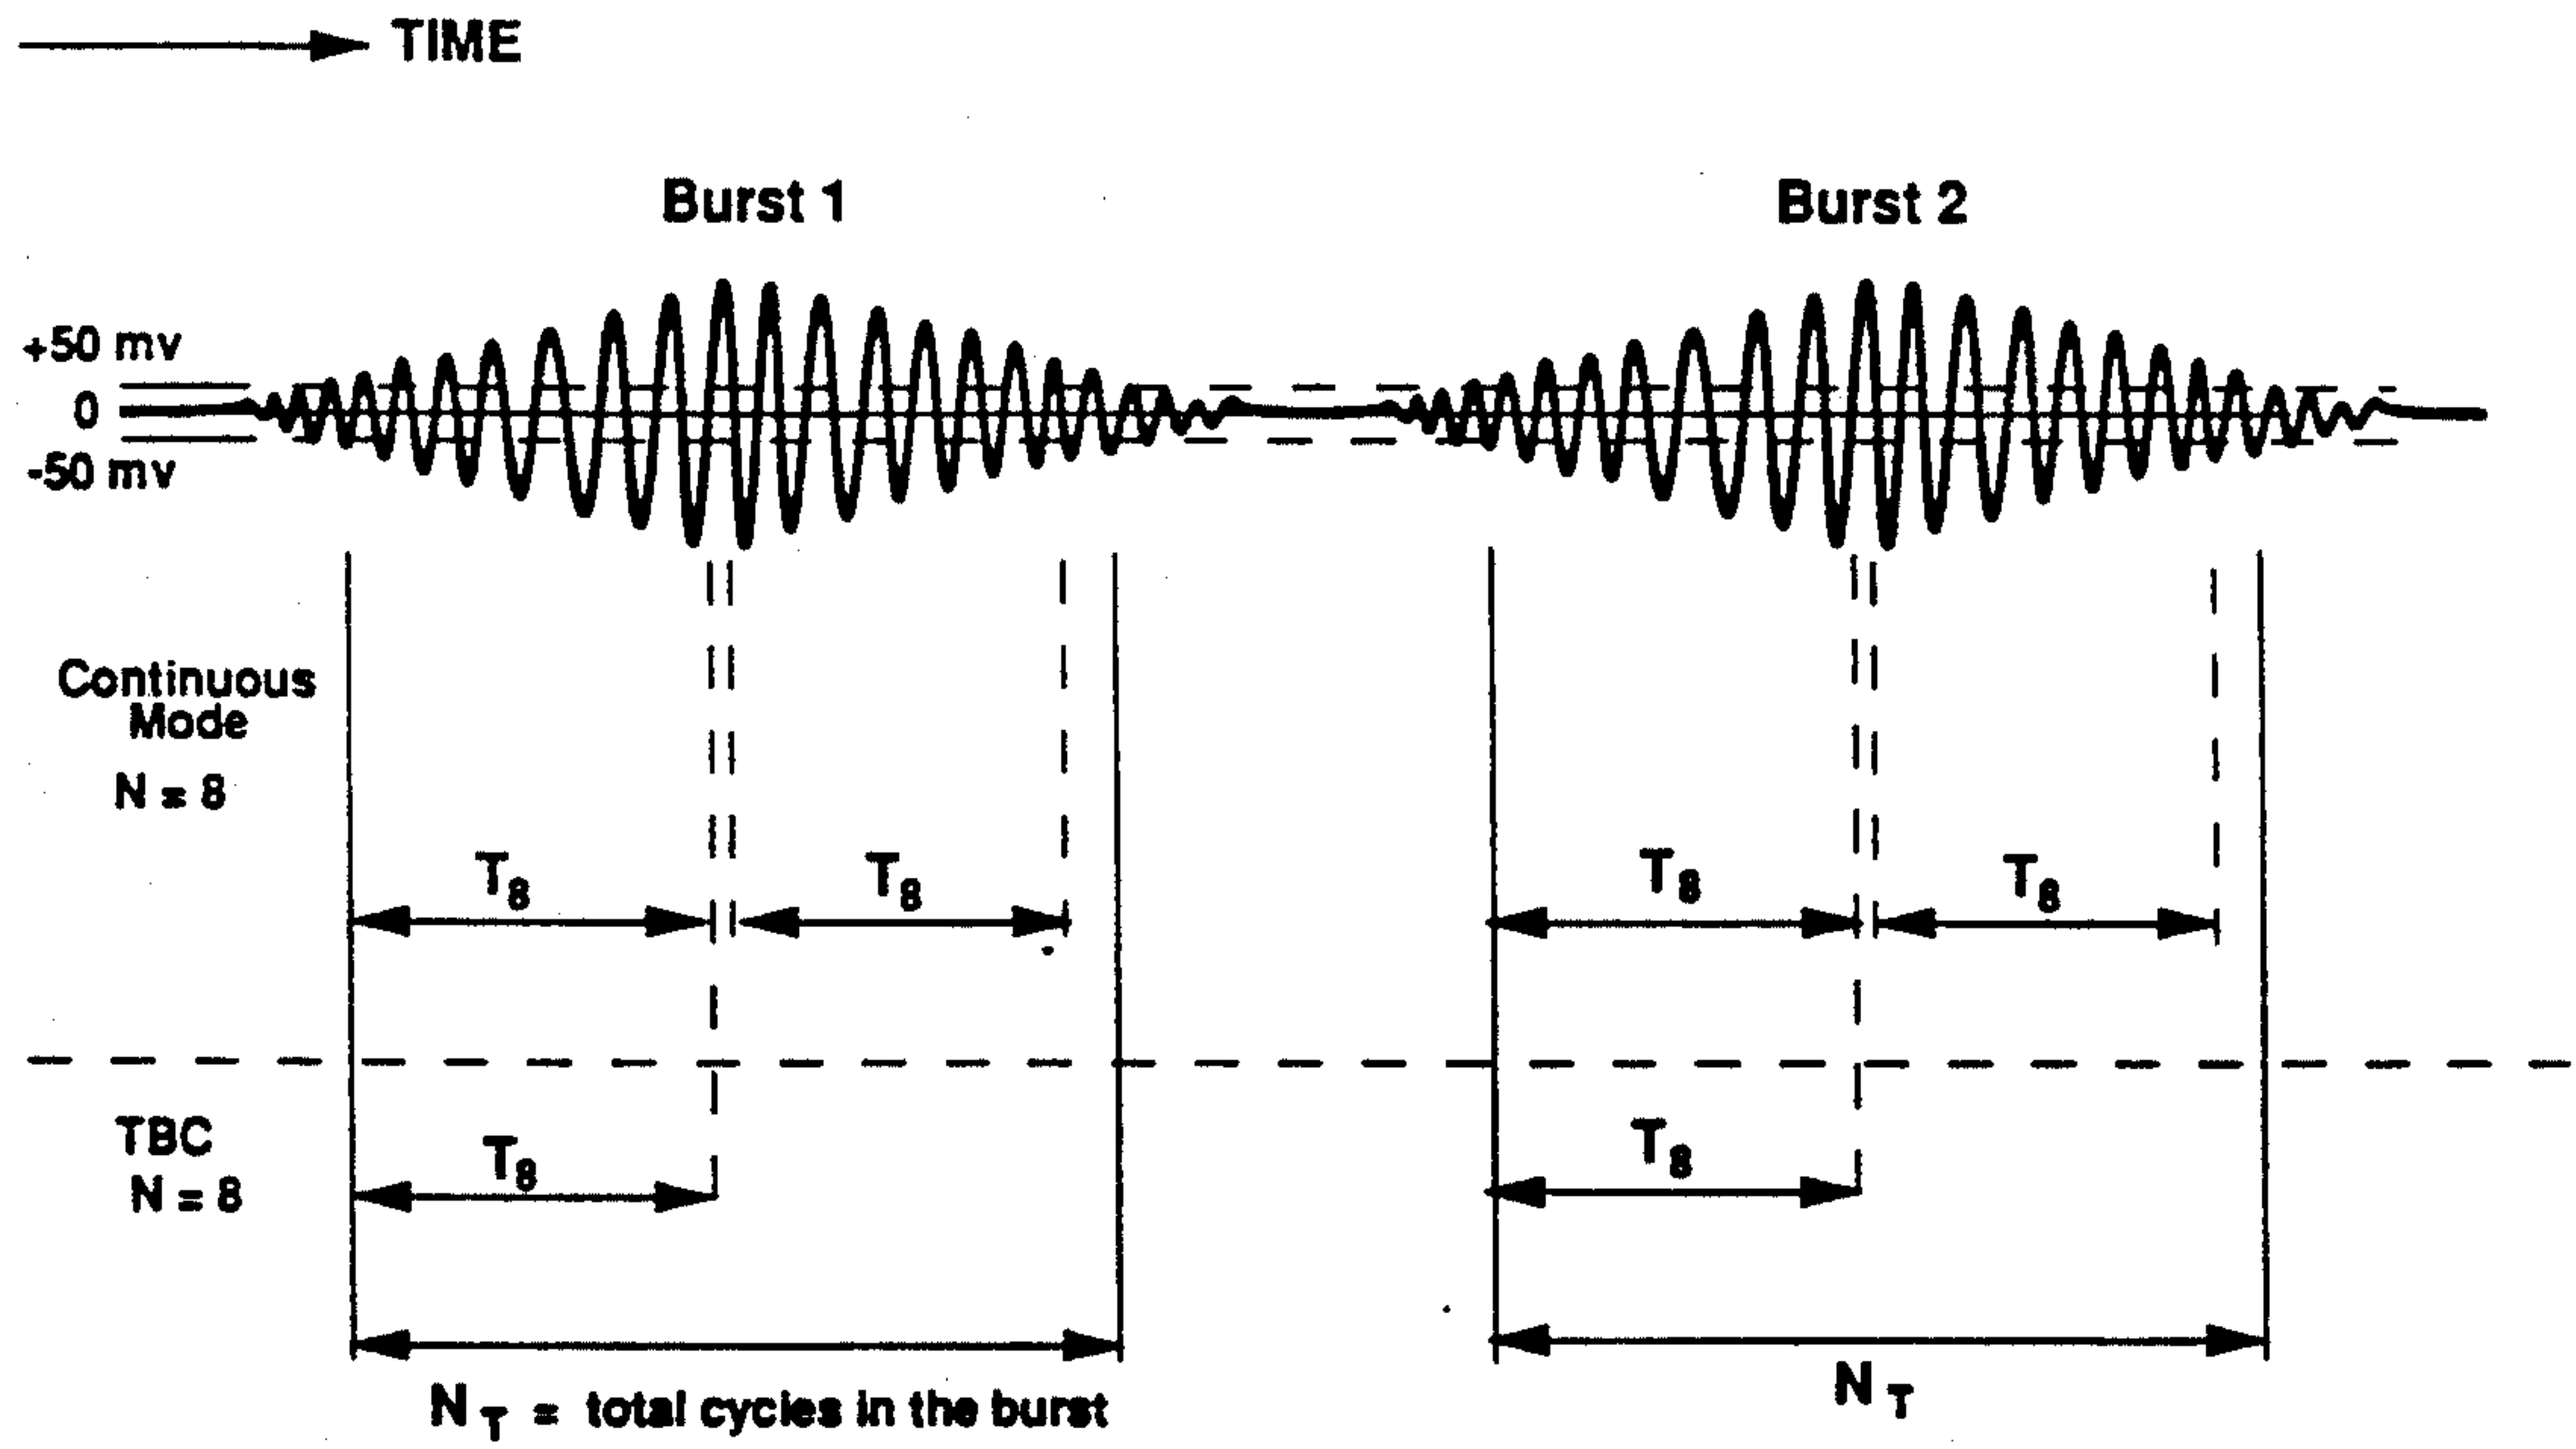 TIME
Burst 1
Burst 2
+50 mv
0
-50 mv
Continuous
Mode
N = 8
T8
T8
T8
T8
TBC
N = 8
T8
T8
NT = total cycles in the burst
NT